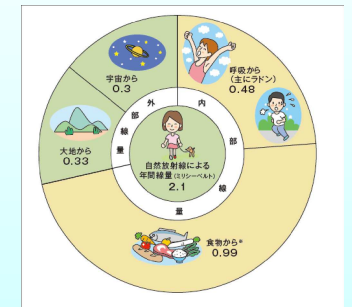 宇宙から
0.3
呼吸から
(主にラドン)
0.48
外部線量
内部線量
大地から
0.33
自然放射線による
年間線量(ミリシーベルト)
2.1
食物から*
0.99